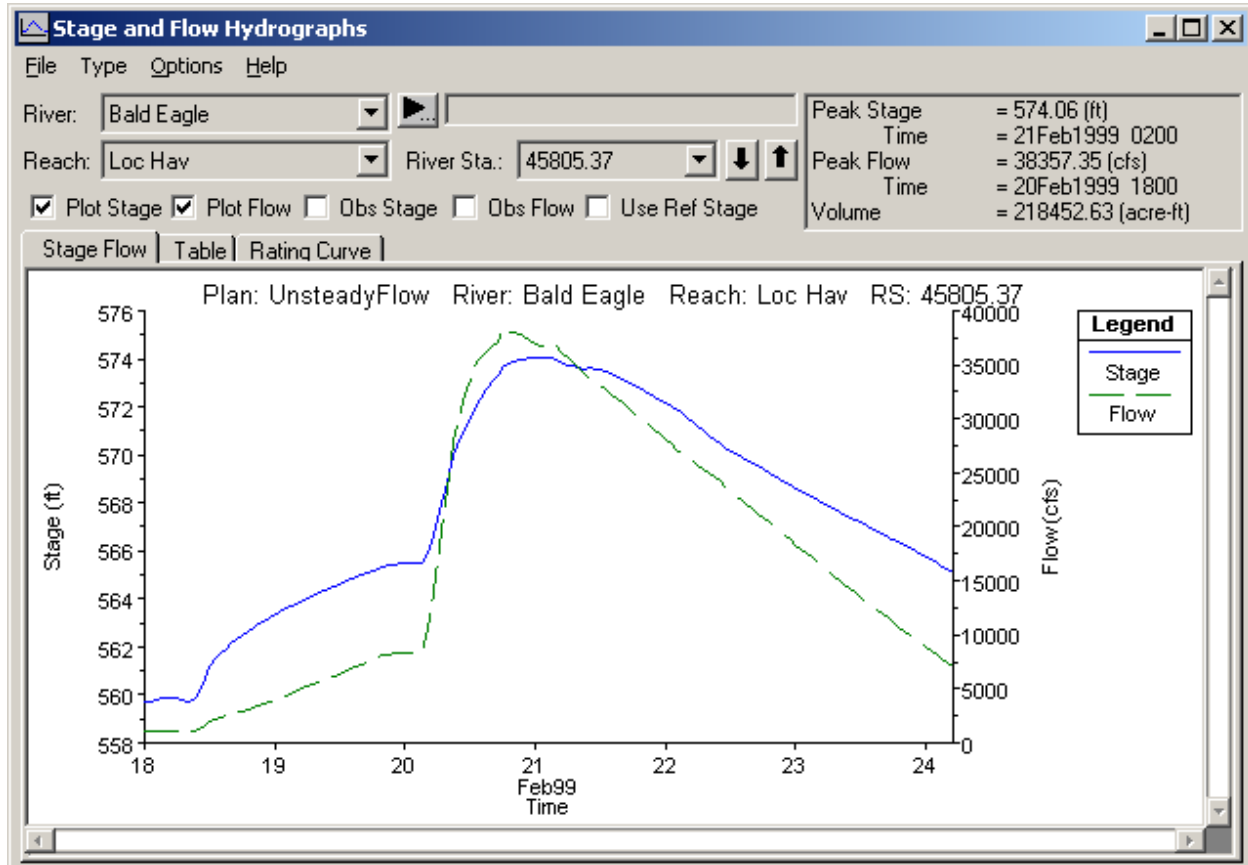 Stage and Flow Hydrographs
File Type Options Help
River: Bald Eagle
Reach: Loc Hav River Sta.: 45805.37
Plot Stage Plot Flow Obs Stage Obs Flow Use Ref Stage
Peak Stage = 574.06 (ft)
Time = 21Feb1999 0200
Peak Flow = 38357.35 (cfs)
Time = 20Feb1999 1800
Volume = 218452.63 (acre-ft)
Stage Flow Table Rating Curve
Plan: UnsteadyFlow River: Bald Eagle Reach: Loc Hav RS: 45805.37
Stage (ft)
576
574
572
570
568
566
564
562
560
558
18 19 20 21 22 23 24
Feb99
Time
40000
35000
30000
25000
20000
15000
10000
5000
0
Flow (cfs)
Legend
Stage
Flow